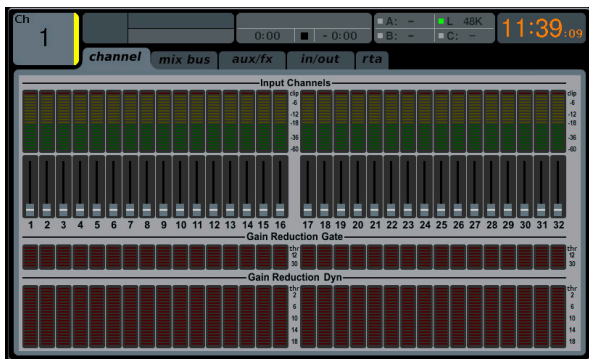 Ch
1
0:00 - 0:00
A: - L 48K
B: - C: -
11:39:09
channel mix bus aux/fx in/out rta
Input Channels
clip clip
-6 -6
-12 -12
-18 -18
-36 -36
-60 -60
1 2 3 4 5 6 7 8 9 10 11 12 13 14 15 16 17 18 19 20 21 22 23 24 25 26 27 28 29 30 31 32
Gain Reduction Gate
thr thr
12 12
30 30
Gain Reduction Dyn
thr thr
2 2
6 6
10 10
14 14
18 18